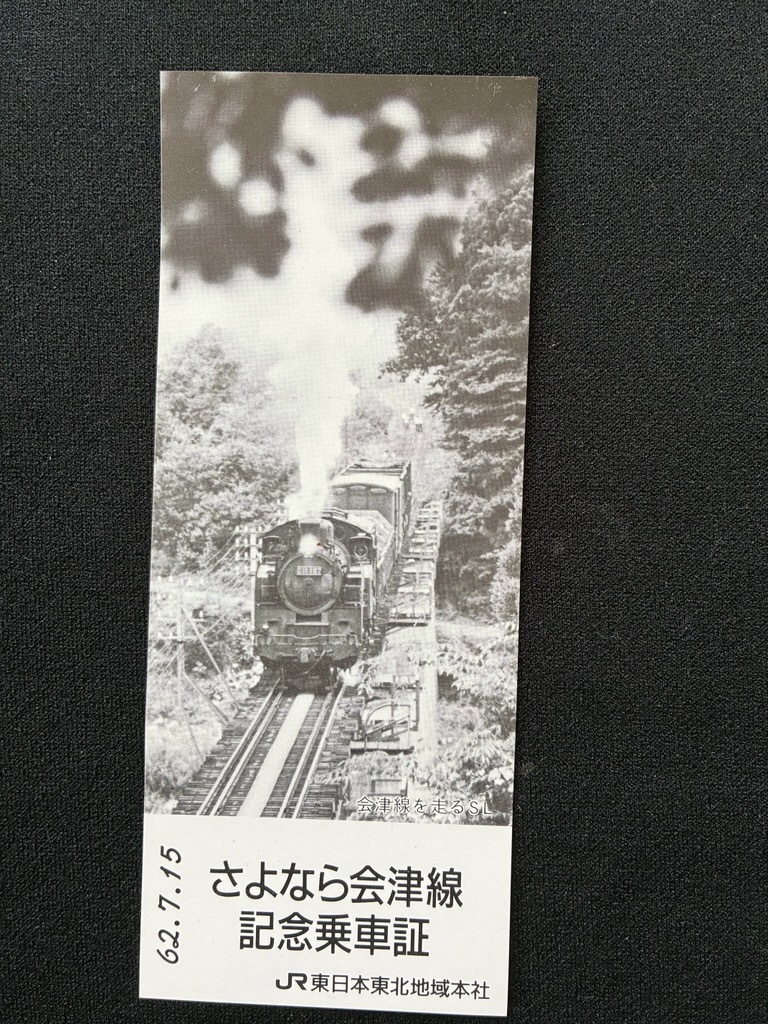 会津線を走るSL
62.7.15
さよなら会津線
記念乗車証
JR東日本東北地域本社